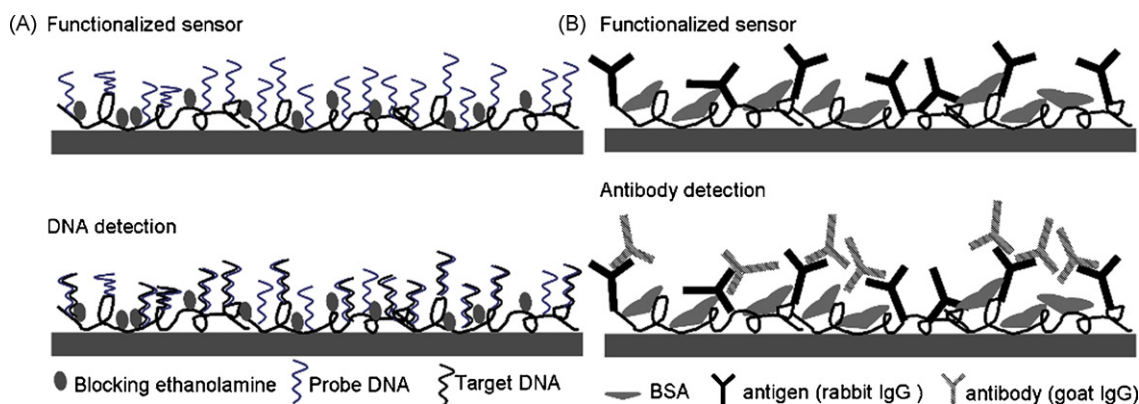 (A) Functionalized sensor
DNA detection
Blocking ethanolamine
Probe DNA
Target DNA
(B) Functionalized sensor
Antibody detection
BSA
antigen (rabbit IgG )
antibody (goat IgG)